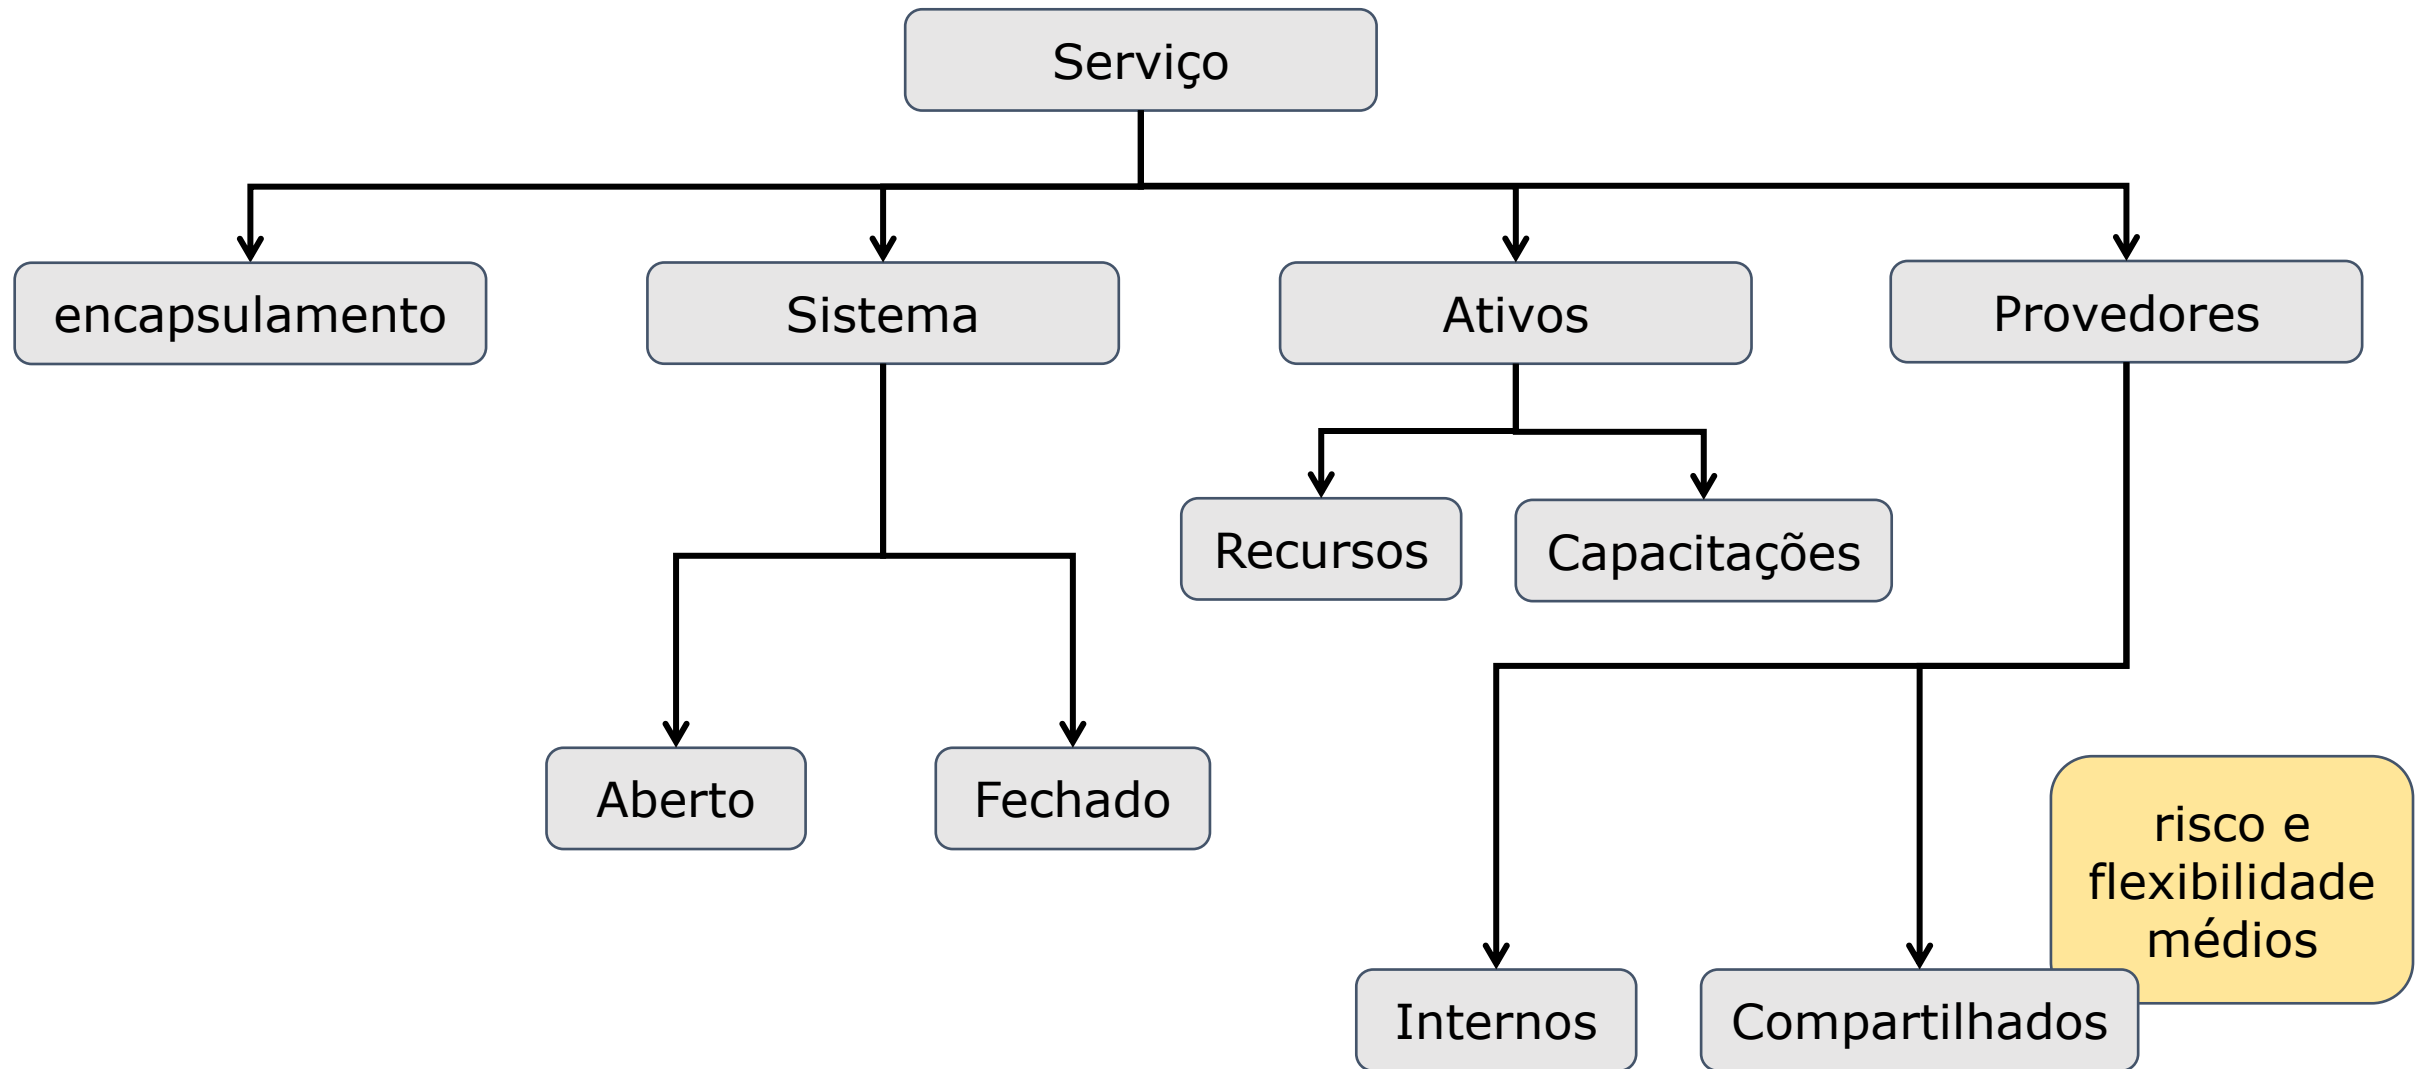 Serviço
encapsulamento
Sistema
Ativos
Provedores
Recursos
Capacitações
Aberto
Fechado
risco e
flexibilidade
médios
Internos
Compartilhados